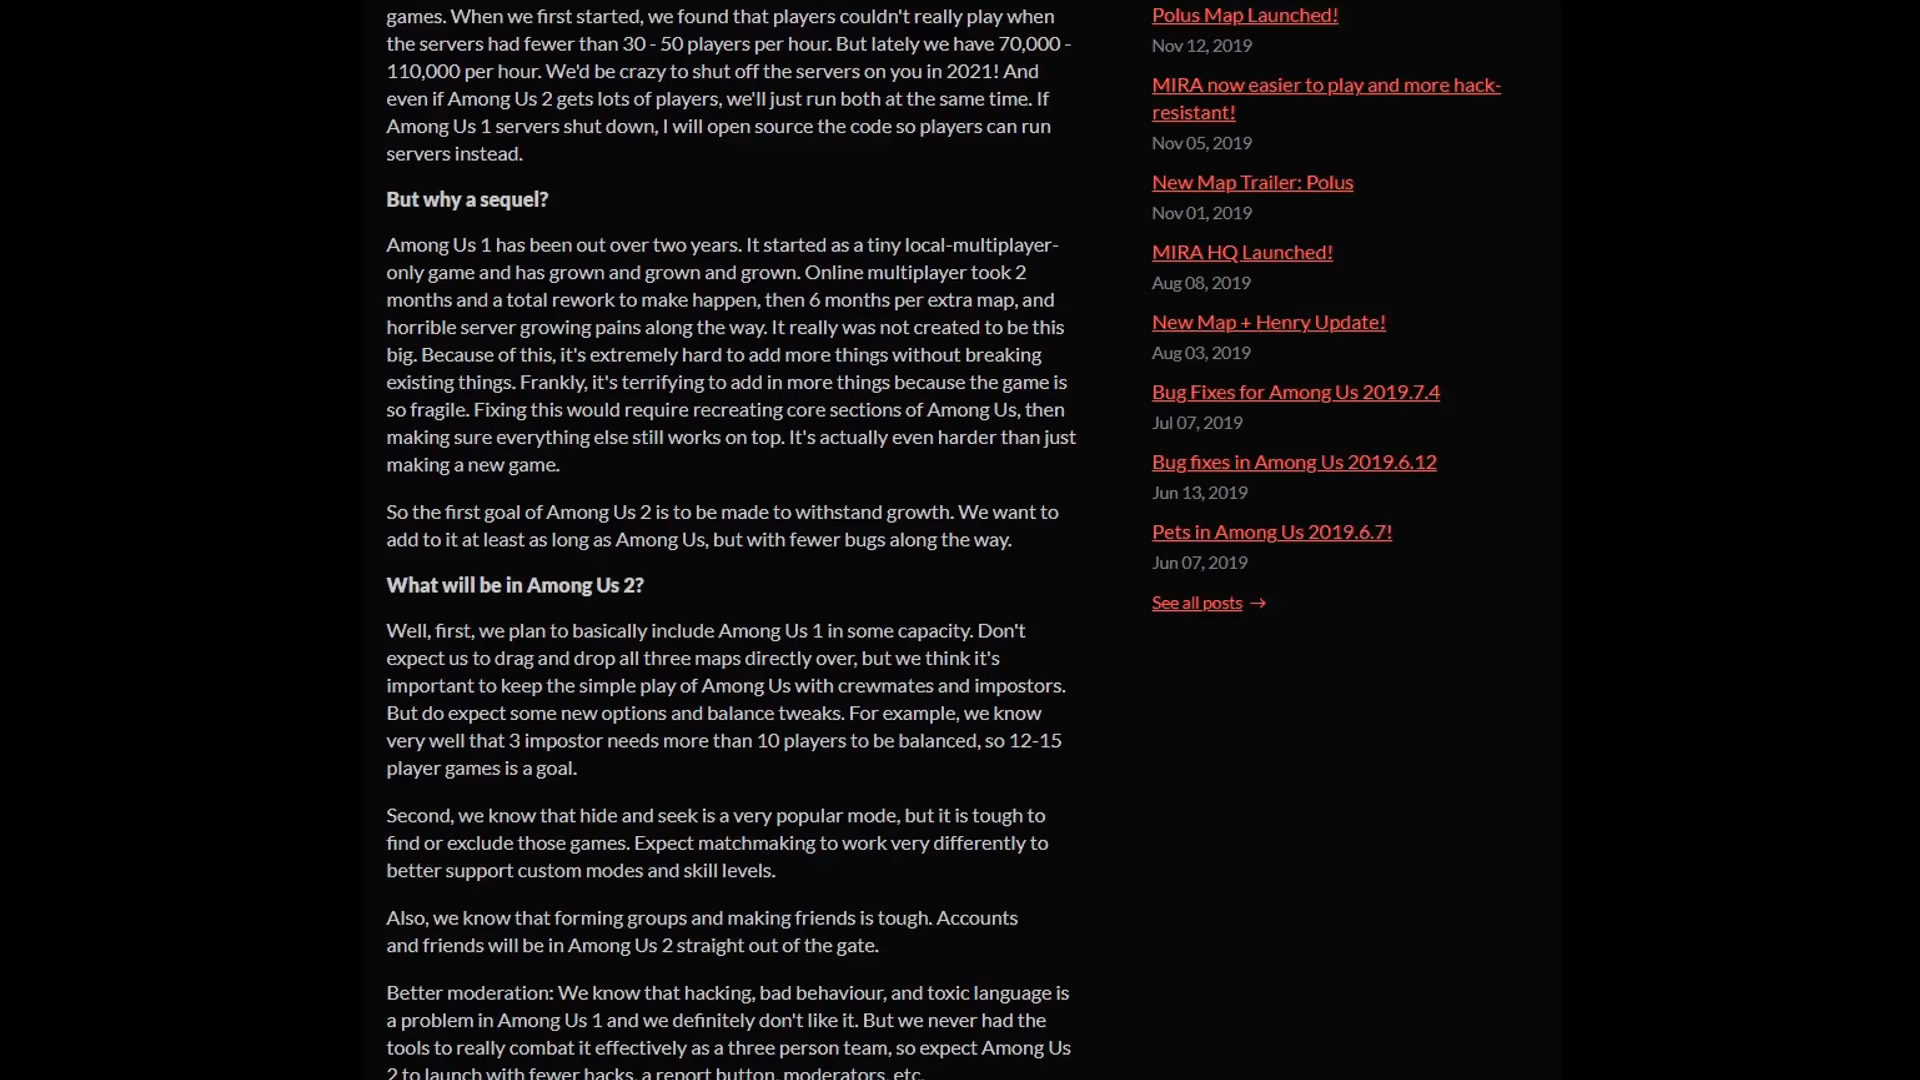 games. When we first started, we found that players couldn't really play when
the servers had fewer than 30 - 50 players per hour. But lately we have 70,000 -
110,000 per hour. We'd be crazy to shut off the servers on you in 2021! And
even if Among Us 2 gets lots of players, we'll just run both at the same time. If
Among Us 1 servers shut down, I will open source the code so players can run
servers instead.
But why a sequel?
Among Us 1 has been out over two years. It started as a tiny local-multiplayer-
only game and has grown and grown and grown. Online multiplayer took 2
months and a total rework to make happen, then 6 months per extra map, and
horrible server growing pains along the way. It really was not created to be this
big. Because of this, it's extremely hard to add more things without breaking
existing things. Frankly, it's terrifying to add in more things because the game is
so fragile. Fixing this would require recreating core sections of Among Us, then
making sure everything else still works on top. It's actually even harder than just
making a new game.
So the first goal of Among Us 2 is to be made to withstand growth. We want to
add to it at least as long as Among Us, but with fewer bugs along the way.
What will be in Among Us 2?
Well, first, we plan to basically include Among Us 1 in some capacity. Don't
expect us to drag and drop all three maps directly over, but we think it's
important to keep the simple play of Among Us with crewmates and impostors.
But do expect some new options and balance tweaks. For example, we know
very well that 3 impostor needs more than 10 players to be balanced, so 12-15
player games is a goal.
Second, we know that hide and seek is a very popular mode, but it is tough to
find or exclude those games. Expect matchmaking to work very differently to
better support custom modes and skill levels.
Also, we know that forming groups and making friends is tough. Accounts
and friends will be in Among Us 2 straight out of the gate.
Better moderation: We know that hacking, bad behaviour, and toxic language is
a problem in Among Us 1 and we definitely don't like it. But we never had the
tools to really combat it effectively as a three person team, so expect Among Us
2 to launch with fewer hacks, a report button, moderators, etc.
Polus Map Launched!
Nov 12, 2019
MIRA now easier to play and more hack-
resistant!
Nov 05, 2019
New Map Trailer: Polus
Nov 01, 2019
MIRA HQ Launched!
Aug 08, 2019
New Map + Henry Update!
Aug 03, 2019
Bug Fixes for Among Us 2019.7.4
Jul 07, 2019
Bug fixes in Among Us 2019.6.12
Jun 13, 2019
Pets in Among Us 2019.6.7!
Jun 07, 2019
See all posts →